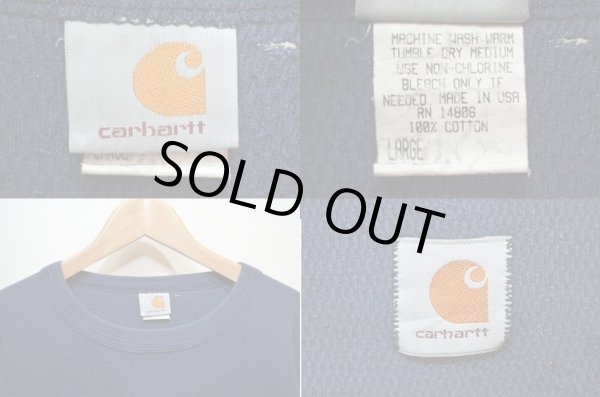 carhartt
LARGE
MACHINE WASH WARM
TUMBLE DRY MEDIUM
USE NON-CHLORINE
BLEACH ONLY IF
NEEDED. MADE IN USA
RN 14806
100% COTTON
LARGE
SOLD OUT
carhartt
carhartt